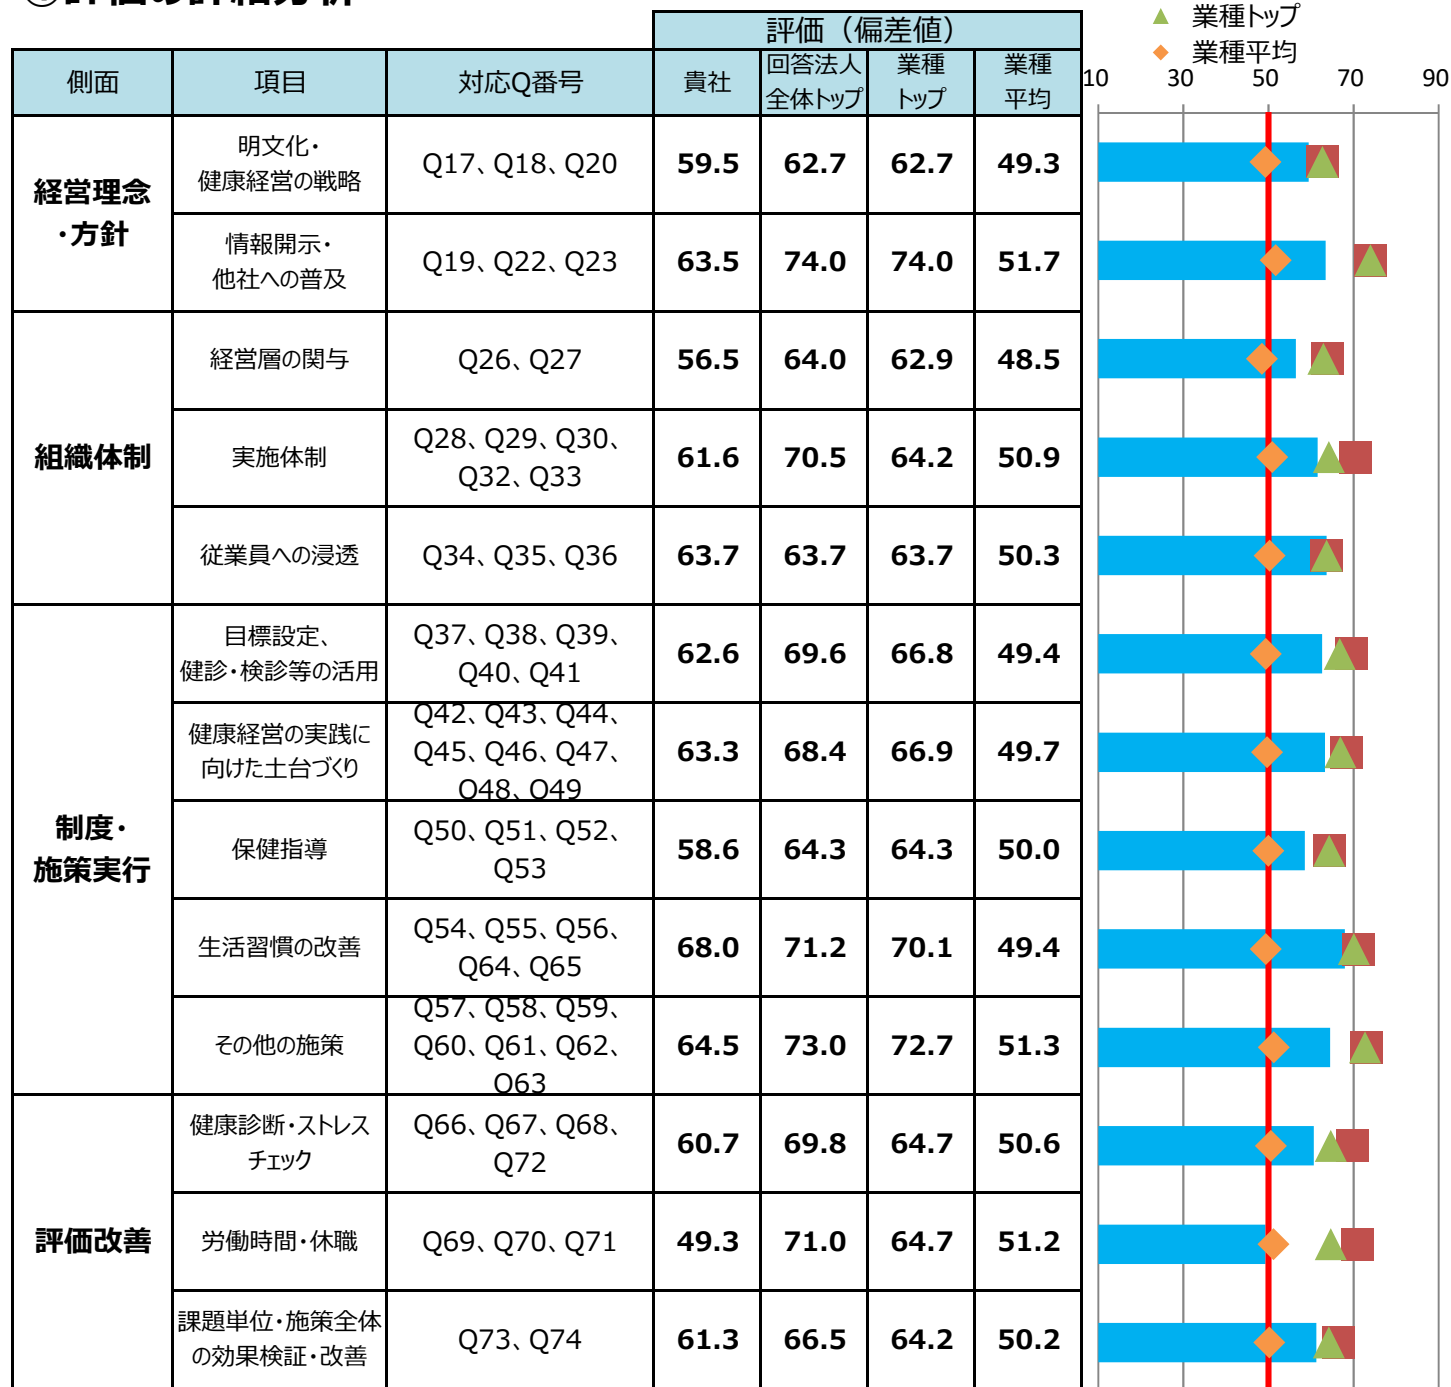 ▲ 業種トップ
◆ 業種平均
評価（偏差値）
側面 項目 対応Q番号 貴社 回答法人 全体トップ 業種 トップ 業種 平均
10 30 50 70 90
経営理念
・方針
明文化・
健康経営の戦略
Q17、Q18、Q20
59.5 62.7 62.7 49.3
情報開示・
他社への普及
Q19、Q22、Q23
63.5 74.0 74.0 51.7
組織体制
経営層の関与
Q26、Q27
56.5 64.0 62.9 48.5
実施体制
Q28、Q29、Q30、
Q32、Q33
61.6 70.5 64.2 50.9
従業員への浸透
Q34、Q35、Q36
63.7 63.7 63.7 50.3
制度・
施策実行
目標設定、
健診・検診等の活用
Q37、Q38、Q39、
Q40、Q41
62.6 69.6 66.8 49.4
健康経営の実践に
向けた土台づくり
Q42、Q43、Q44、
Q45、Q46、Q47、
Q48、Q49
63.3 68.4 66.9 49.7
保健指導
Q50、Q51、Q52、
Q53
58.6 64.3 64.3 50.0
生活習慣の改善
Q54、Q55、Q56、
Q64、Q65
68.0 71.2 70.1 49.4
その他の施策
Q57、Q58、Q59、
Q60、Q61、Q62、
Q63
64.5 73.0 72.7 51.3
評価改善
健康診断・ストレス
チェック
Q66、Q67、Q68、
Q72
60.7 69.8 64.7 50.6
労働時間・休職
Q69、Q70、Q71
49.3 71.0 64.7 51.2
課題単位・施策全体
の効果検証・改善
Q73、Q74
61.3 66.5 64.2 50.2